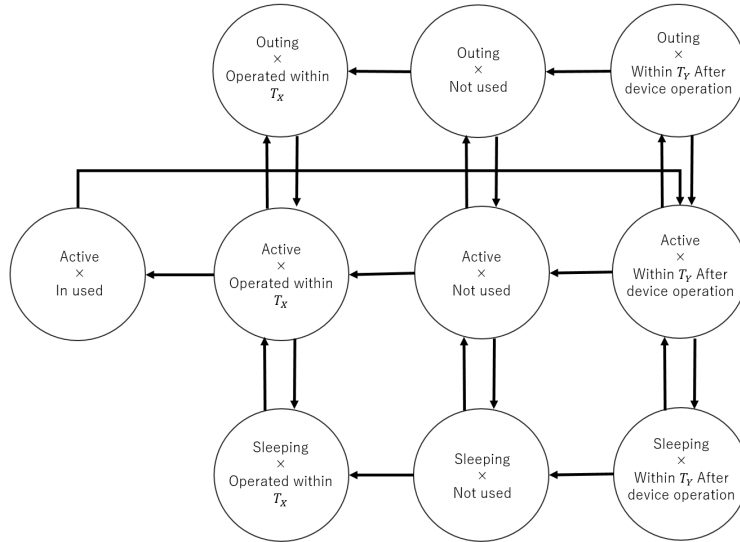 Outing
×
Operated within
T_X
Outing
×
Not used
Outing
×
Within T_Y After
device operation
Active
×
In used
Active
×
Operated within
T_X
Active
×
Not used
Active
×
Within T_Y After
device operation
Sleeping
×
Operated within
T_X
Sleeping
×
Not used
Sleeping
×
Within T_Y After
device operation